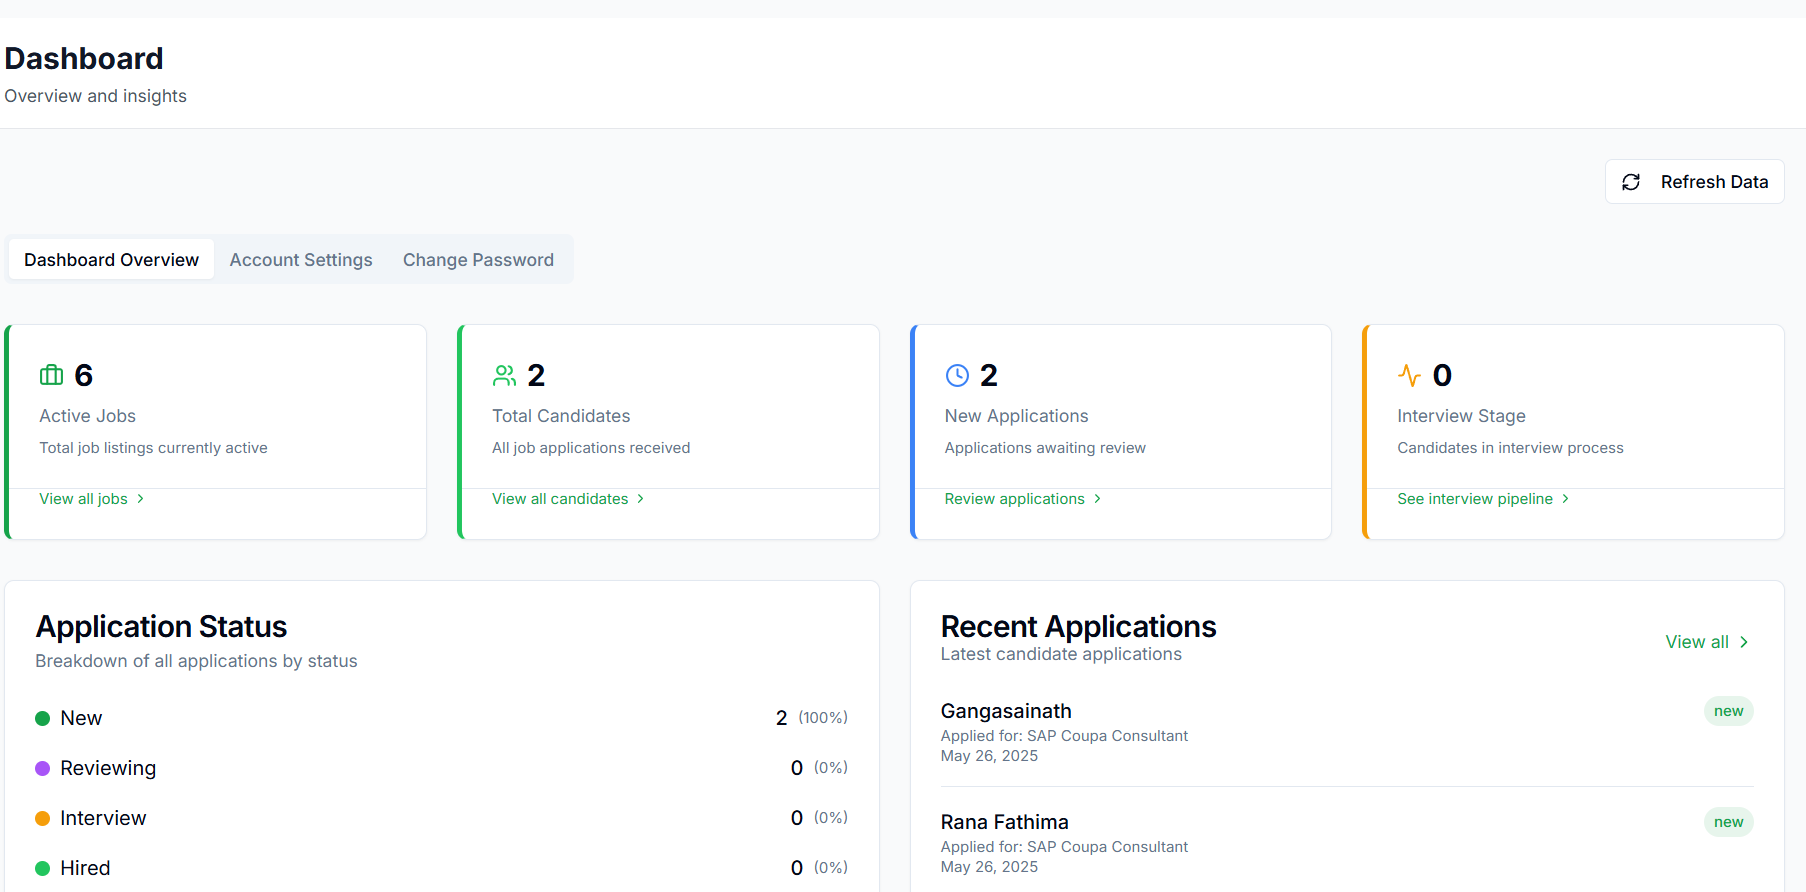 Dashboard
Overview and insights
Refresh Data
Dashboard Overview
Account Settings
Change Password
6
Active Jobs
Total job listings currently active
View all jobs
2
Total Candidates
All job applications received
View all candidates
2
New Applications
Applications awaiting review
Review applications
0
Interview Stage
Candidates in interview process
See interview pipeline
Application Status
Breakdown of all applications by status
New 2 (100%)
Reviewing 0 (0%)
Interview 0 (0%)
Hired 0 (0%)
Recent Applications
Latest candidate applications
View all
Gangasainath
new
Applied for: SAP Coupa Consultant
May 26, 2025
Rana Fathima
new
Applied for: SAP Coupa Consultant
May 26, 2025